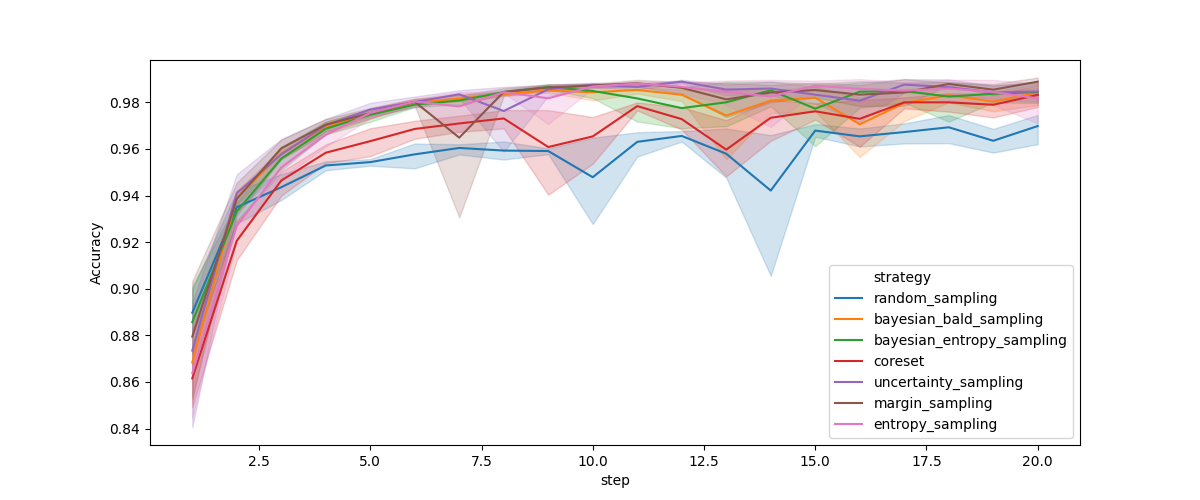 Accuracy
0.98
0.96
0.94
0.92
0.90
0.88
0.86
0.84
2.5 5.0 7.5 10.0 12.5 15.0 17.5 20.0
step
strategy
random_sampling
bayesian_bald_sampling
bayesian_entropy_sampling
coreset
uncertainty_sampling
margin_sampling
entropy_sampling